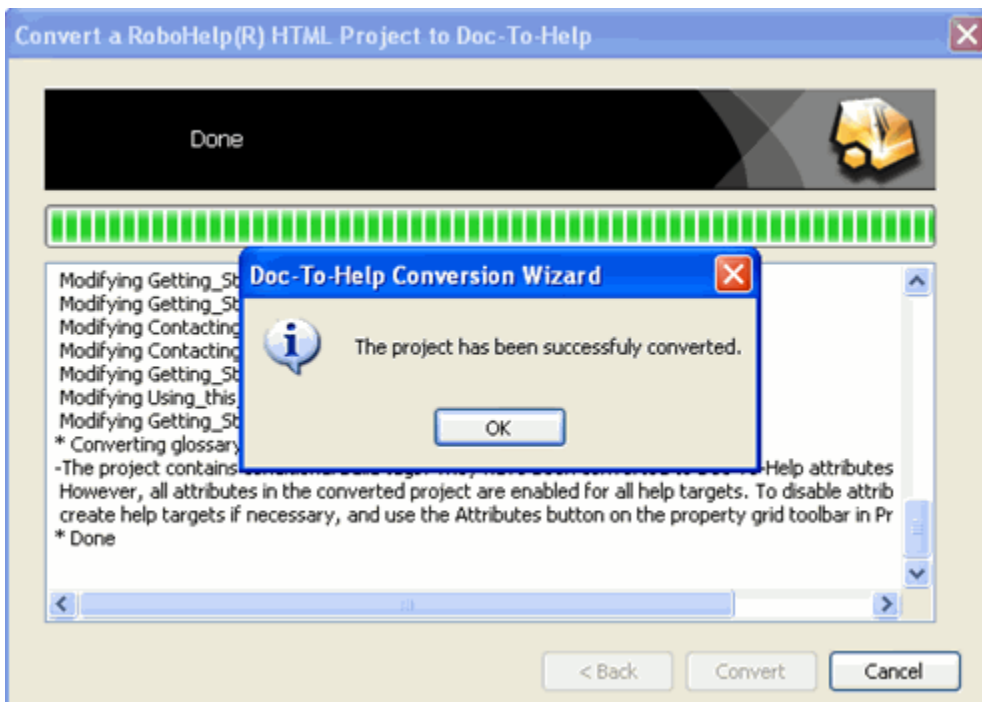 Convert a RoboHelp(R) HTML Project to Doc-To-Help
Done
Modifying Getting_St
Modifying Getting_St
Modifying Contacting
Modifying Contacting
Modifying Getting_St
Modifying Using_this
Modifying Getting_St
* Converting glossary
-The project contains
-Help attributes
However, all attributes in the converted project are enabled for all help targets. To disable attrib
create help targets if necessary, and use the Attributes button on the property grid toolbar in Pr
* Done
Doc-To-Help Conversion Wizard
The project has been successfuly converted.
OK
< Back
Convert
Cancel